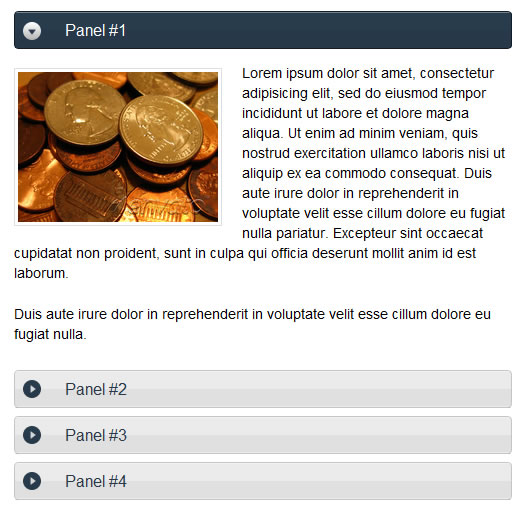 Panel #1
Lorem ipsum dolor sit amet, consectetur
adipisicing elit, sed do eiusmod tempor
incididunt ut labore et dolore magna
aliqua. Ut enim ad minim veniam, quis
nostrud exercitation ullamco laboris nisi ut
aliquip ex ea commodo consequat. Duis
aute irure dolor in reprehenderit in
voluptate velit esse cillum dolore eu fugiat
nulla pariatur. Excepteur sint occaecat
cupidatat non proident, sunt in culpa qui officia deserunt mollit anim id est
laborum.
Duis aute irure dolor in reprehenderit in voluptate velit esse cillum dolore eu
fugiat nulla.
Panel #2
Panel #3
Panel #4